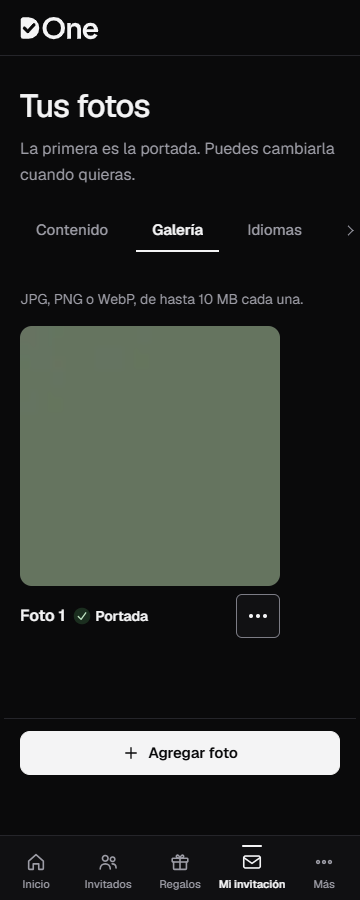 One
Tus fotos
La primera es la portada. Puedes cambiarla
cuando quieras.
Contenido Galería Idiomas
JPG, PNG o WebP, de hasta 10 MB cada una.
Foto 1 Portada
Agregar foto
Inicio Invitados Regalos Mi invitación Más